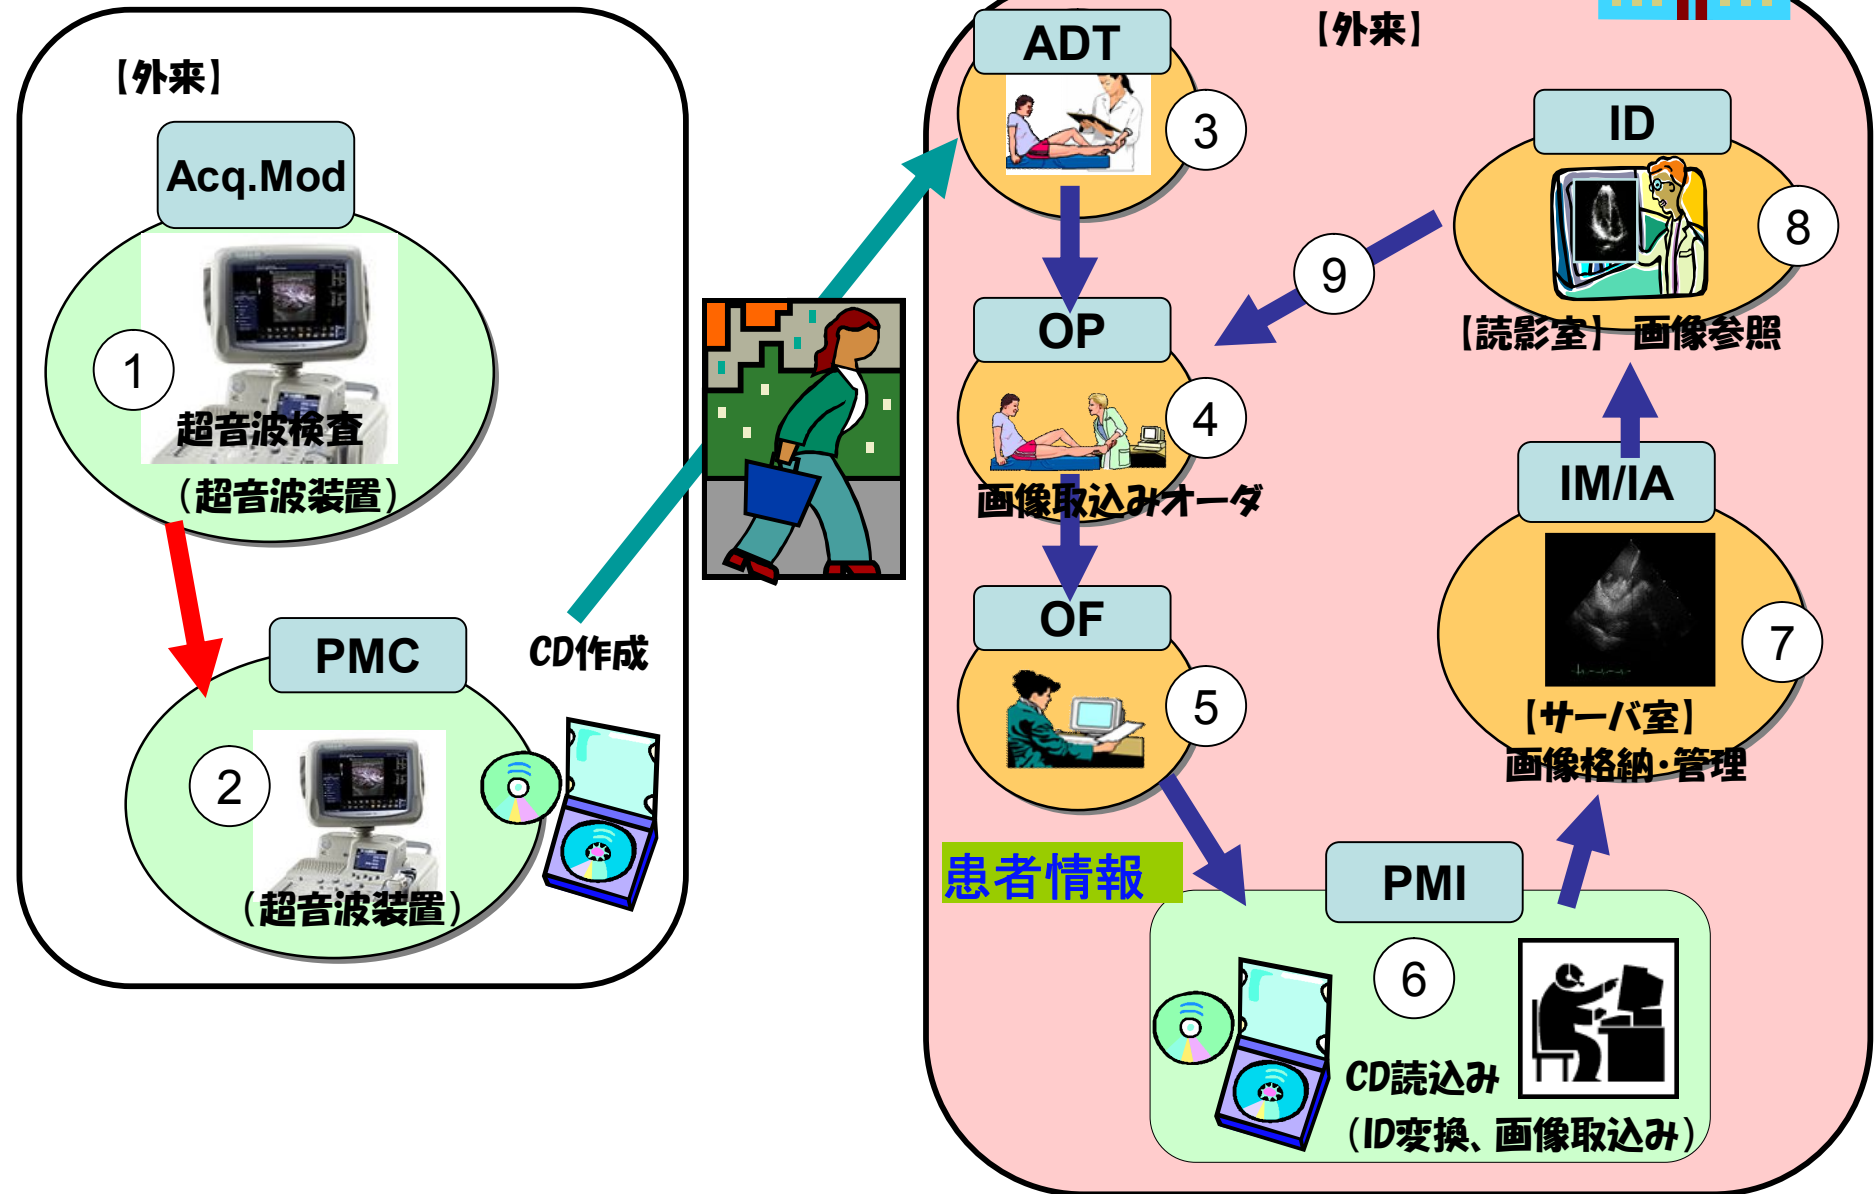 【外来】
Acq.Mod
1
超音波検査
（超音波装置）
PMC
CD作成
2
（超音波装置）
【外来】
ADT
3
OP
4
画像取込みオーダ
OF
5
患者情報
PMI
6
CD読込み
（ID変換、画像取込み）
IM/IA
7
【サーバ室】
画像格納・管理
ID
8
【読影室】 画像参照
9